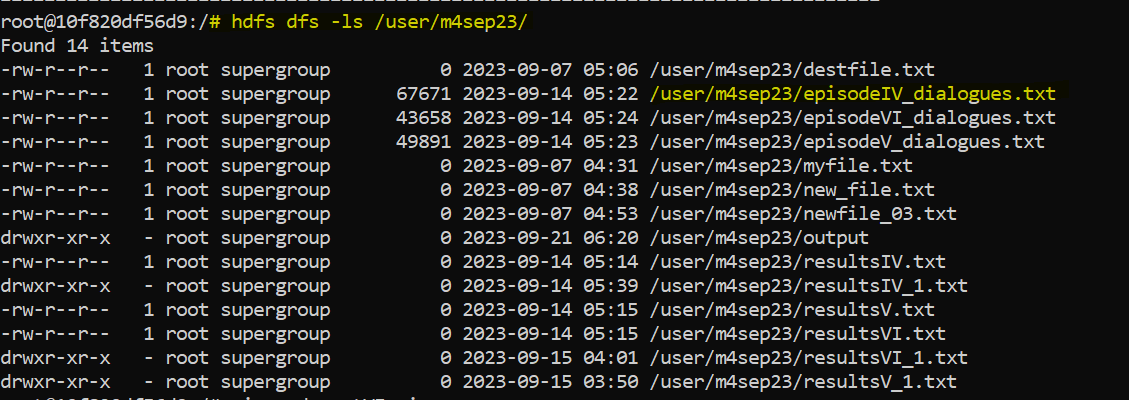 root@10f820df56d9:/# hdfs dfs -ls /user/m4sep23/
Found 14 items
-rw-r--r--   1 root supergroup          0 2023-09-07 05:06 /user/m4sep23/destfile.txt
-rw-r--r--   1 root supergroup      67671 2023-09-14 05:22 /user/m4sep23/episodeIV_dialogues.txt
-rw-r--r--   1 root supergroup      43658 2023-09-14 05:24 /user/m4sep23/episodeVI_dialogues.txt
-rw-r--r--   1 root supergroup      49891 2023-09-14 05:23 /user/m4sep23/episodeV_dialogues.txt
-rw-r--r--   1 root supergroup          0 2023-09-07 04:31 /user/m4sep23/myfile.txt
-rw-r--r--   1 root supergroup          0 2023-09-07 04:38 /user/m4sep23/new_file.txt
-rw-r--r--   1 root supergroup          0 2023-09-07 04:53 /user/m4sep23/newfile_03.txt
drwxr-xr-x   - root supergroup          0 2023-09-21 06:20 /user/m4sep23/output
-rw-r--r--   1 root supergroup          0 2023-09-14 05:14 /user/m4sep23/resultsIV.txt
drwxr-xr-x   - root supergroup          0 2023-09-14 05:39 /user/m4sep23/resultsIV_1.txt
-rw-r--r--   1 root supergroup          0 2023-09-14 05:15 /user/m4sep23/resultsV.txt
-rw-r--r--   1 root supergroup          0 2023-09-14 05:15 /user/m4sep23/resultsVI.txt
drwxr-xr-x   - root supergroup          0 2023-09-15 04:01 /user/m4sep23/resultsVI_1.txt
drwxr-xr-x   - root supergroup          0 2023-09-15 03:50 /user/m4sep23/resultsV_1.txt